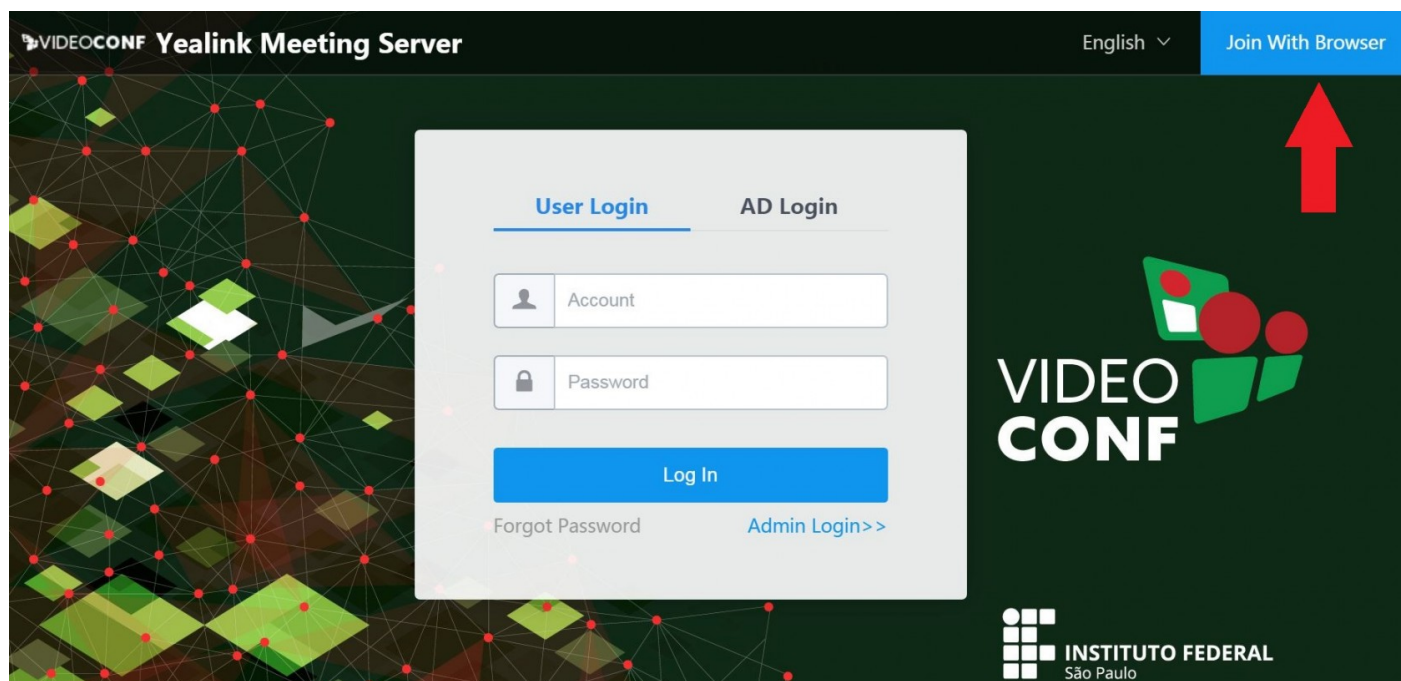 VIDEOCONF Yealink Meeting Server English Join With Browser
User Login AD Login
Account
Password
Log In
Forgot Password Admin Login>>
VIDEO
CONF
INSTITUTO FEDERAL
São Paulo